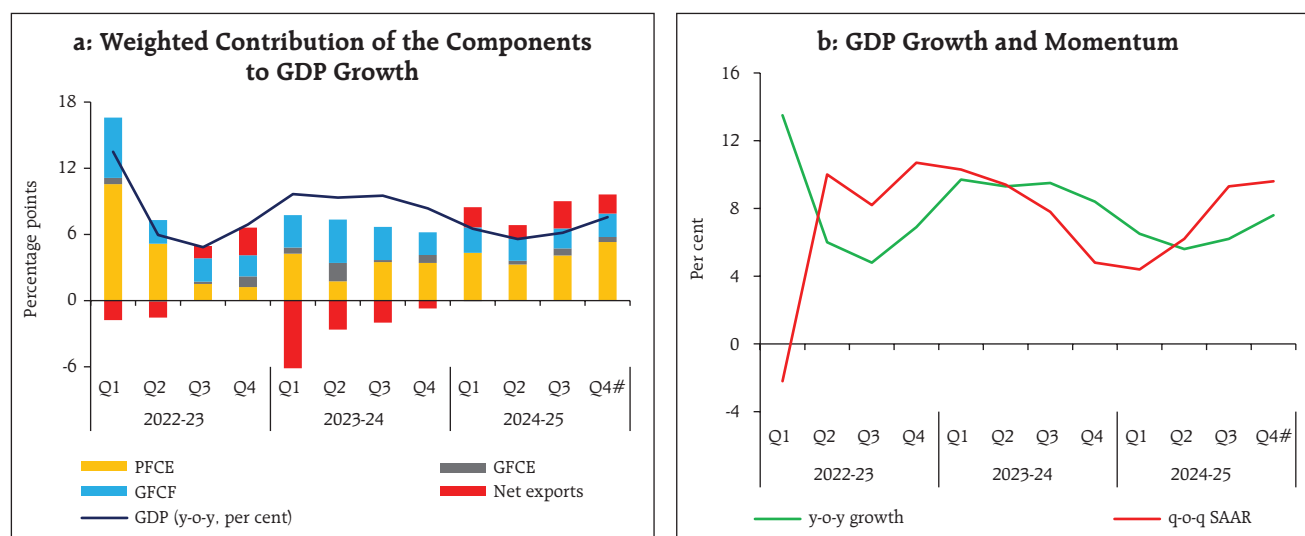 a: Weighted Contribution of the Components
to GDP Growth
Percentage points
18
12
6
0
-6
Q1 Q2 Q3 Q4 Q1 Q2 Q3 Q4 Q1 Q2 Q3 Q4#
2022-23 2023-24 2024-25
PFCE GFCE
GFCF Net exports
GDP (y-o-y, per cent)
b: GDP Growth and Momentum
Per cent
16
12
8
4
0
-4
Q1 Q2 Q3 Q4 Q1 Q2 Q3 Q4 Q1 Q2 Q3 Q4#
2022-23 2023-24 2024-25
y-o-y growth q-o-q SAAR